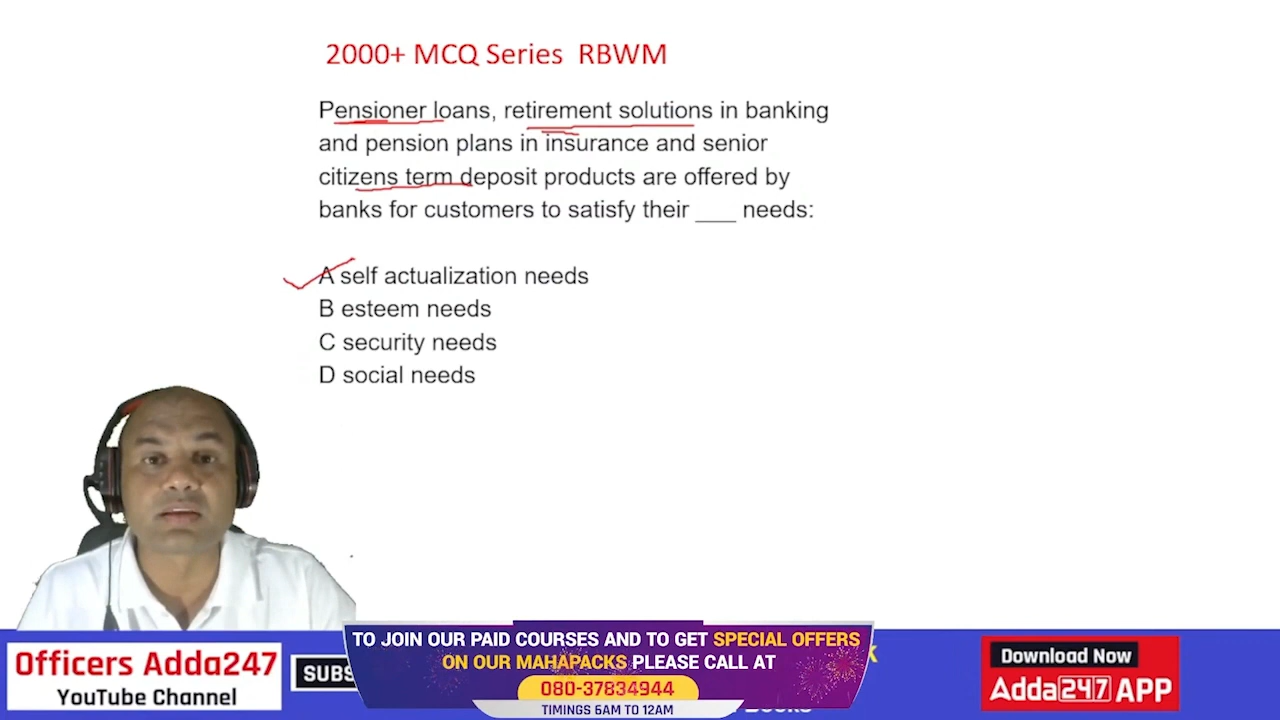 2000+ MCQ Series RBWM
Pensioner loans, retirement solutions in banking
and pension plans in insurance and senior
citizens term deposit products are offered by
banks for customers to satisfy their ___ needs:
A self actualization needs
B esteem needs
C security needs
D social needs
TO JOIN OUR PAID COURSES AND TO GET SPECIAL OFFERS
ON OUR MAHAPACKS PLEASE CALL AT
080-37834944
TIMINGS 6AM TO 12AM
Officers Adda247
YouTube Channel
Download Now
Adda247 APP